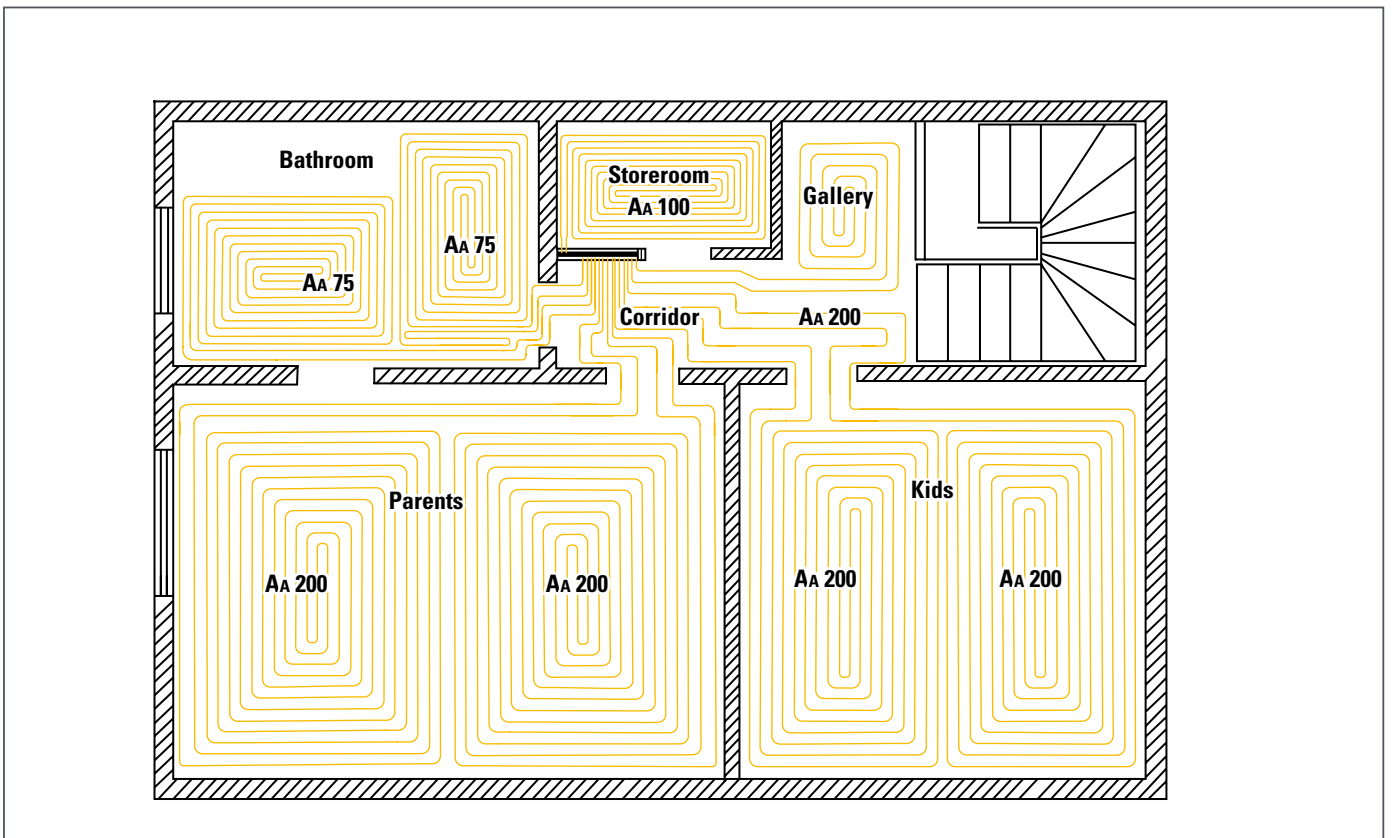 Bathroom
Storeroom
AA 100
Gallery
AA 75
AA 75
Corridor
AA 200
Parents
Kids
AA 200
AA 200
AA 200
AA 200